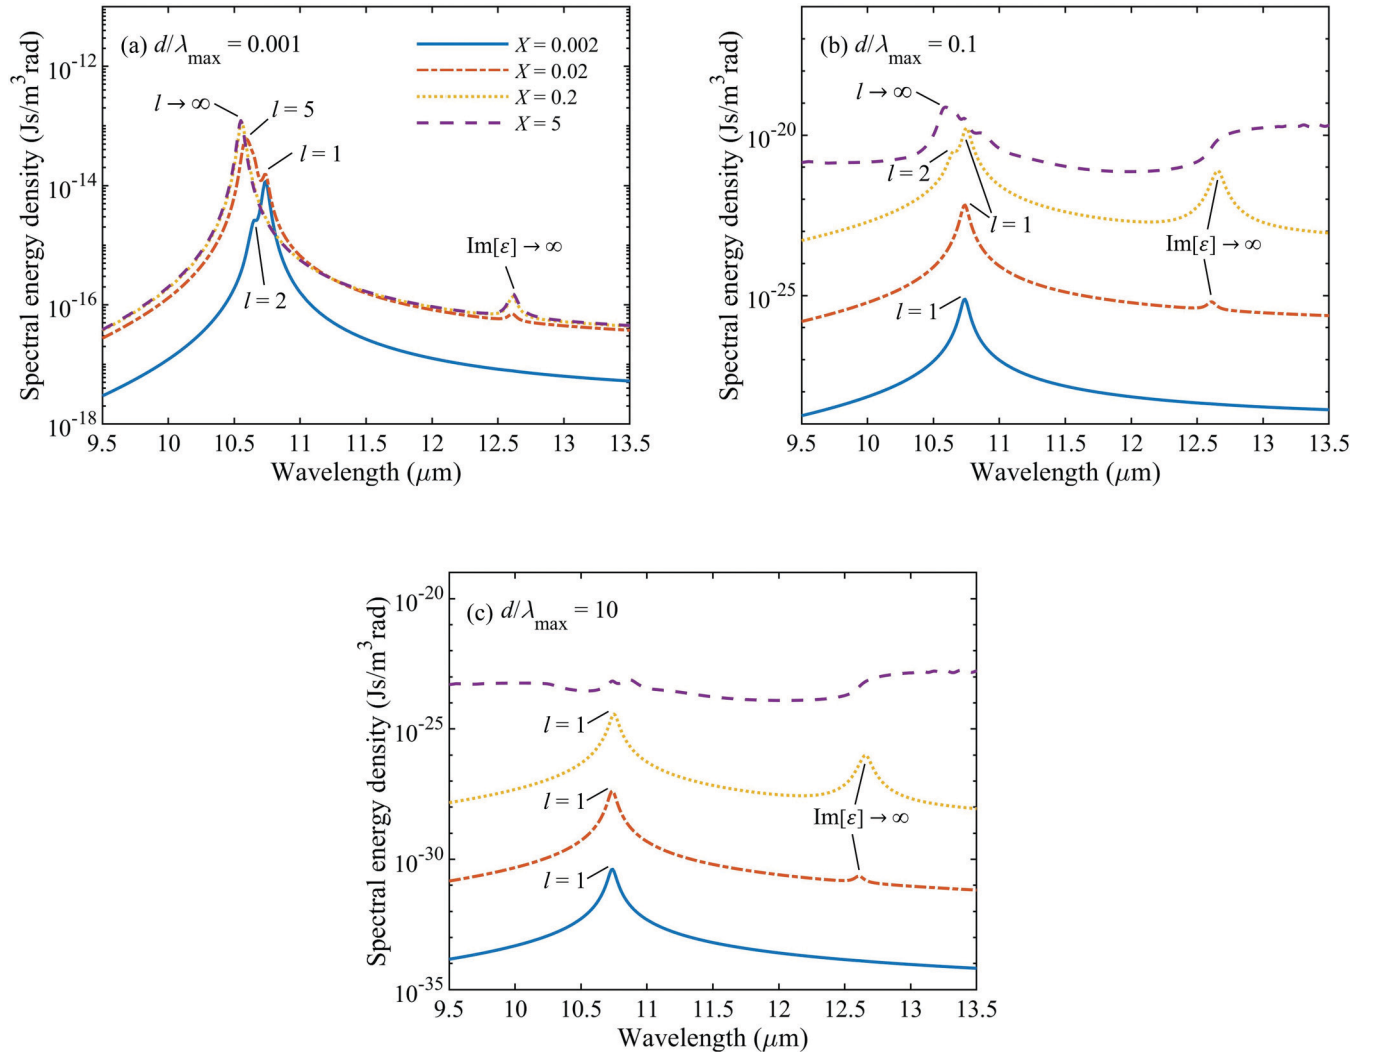 (a) d/λmax = 0.001
X = 0.002
X = 0.02
X = 0.2
X = 5
l → ∞
l = 5
l = 1
l = 2
Im[ε] → ∞
10^-12
10^-14
10^-16
10^-18
Spectral energy density (Js/m^3rad)
9.5 10 10.5 11 11.5 12 12.5 13 13.5
Wavelength (μm)
(b) d/λmax = 0.1
l → ∞
l = 2
l = 1
l = 1
Im[ε] → ∞
10^-20
10^-25
Spectral energy density (Js/m^3rad)
9.5 10 10.5 11 11.5 12 12.5 13 13.5
Wavelength (μm)
(c) d/λmax = 10
l = 1
l = 1
l = 1
Im[ε] → ∞
10^-20
10^-25
10^-30
10^-35
Spectral energy density (Js/m^3rad)
9.5 10 10.5 11 11.5 12 12.5 13 13.5
Wavelength (μm)